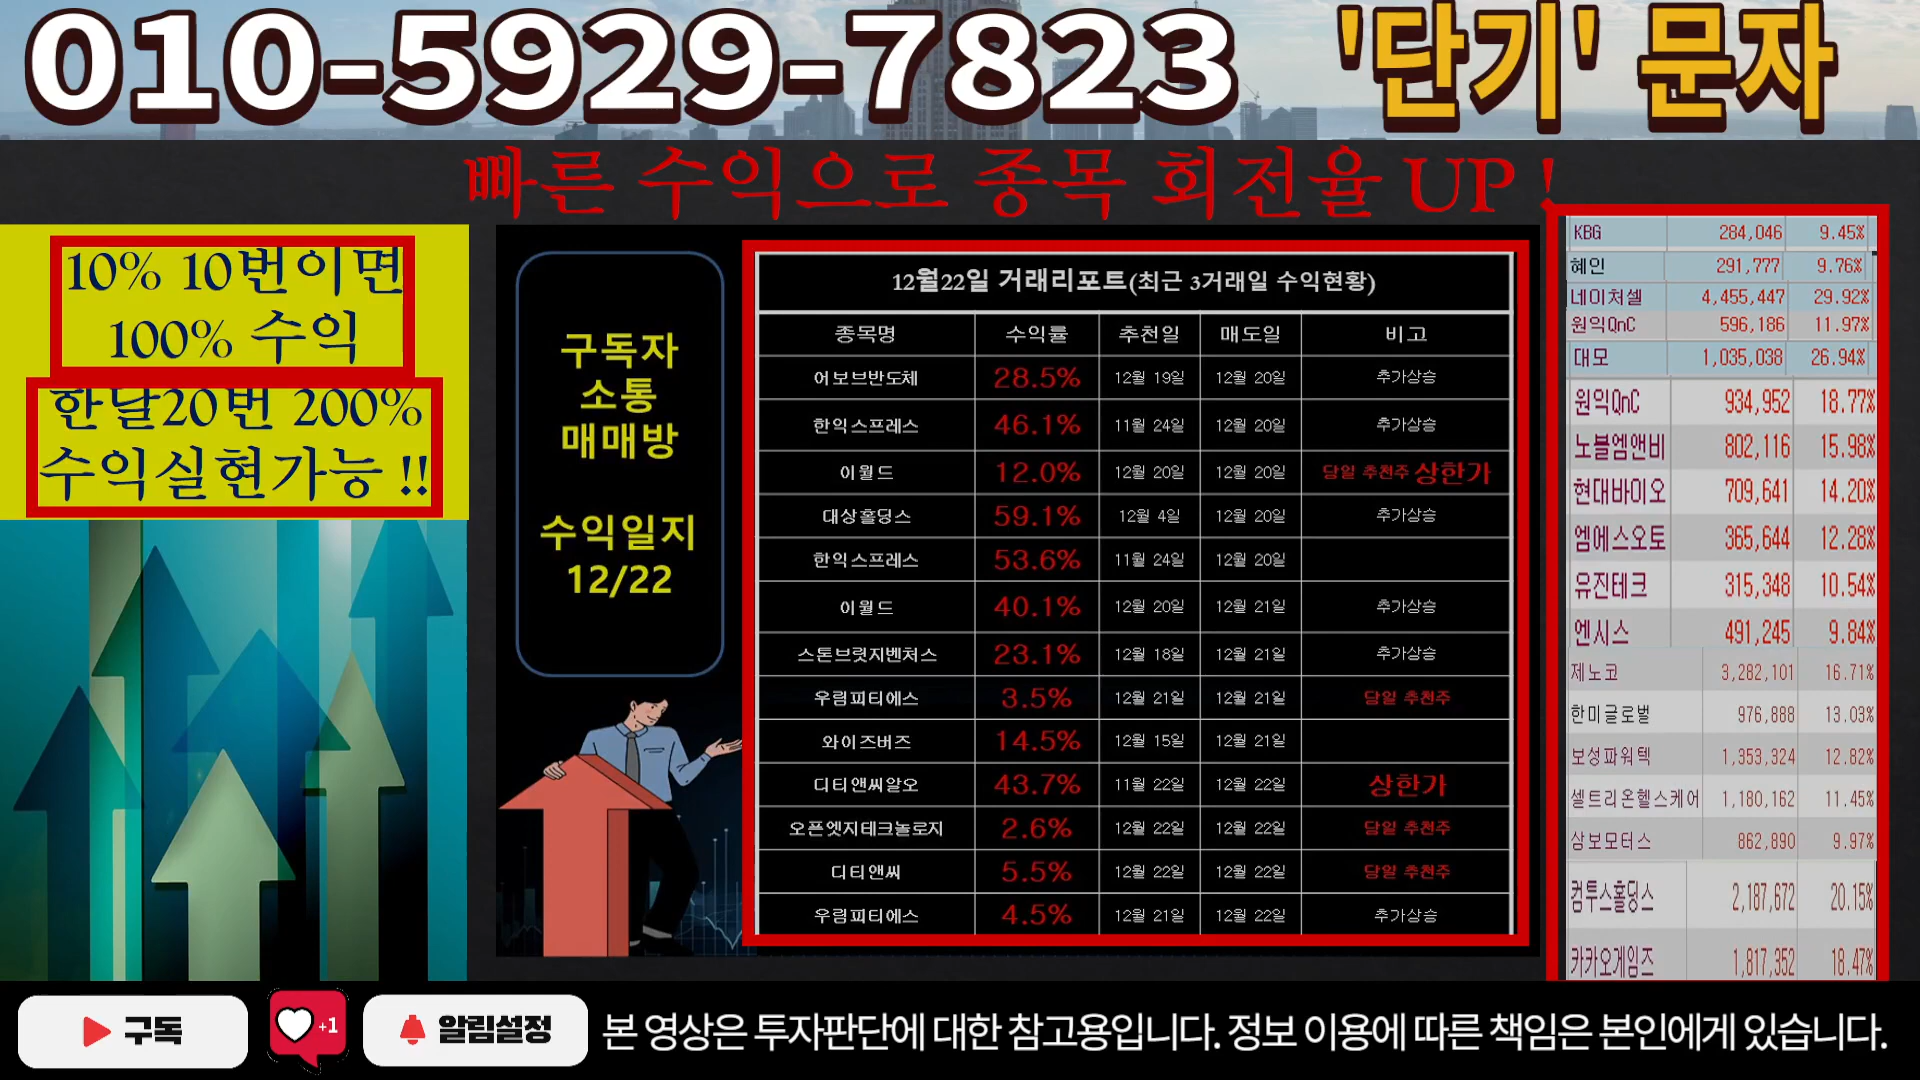 010-5929-7823 '단기' 문자
빠른 수익으로 종목 회전율 UP !
10% 10번이면
100% 수익
한달20번 200%
수익실현가능 !!
구독자
소통
매매방
수익일지
12/22
12월22일 거래리포트(최근 3거래일 수익현황)
종목명 수익률 추천일 매도일 비고
어보브반도체 28.5% 12월 19일 12월 20일 추가상승
한익스프레스 46.1% 11월 24일 12월 20일 추가상승
이월드 12.0% 12월 20일 12월 20일 당일 추천주 상한가
대상홀딩스 59.1% 12월 4일 12월 20일 추가상승
한익스프레스 53.6% 11월 24일 12월 20일
이월드 40.1% 12월 20일 12월 21일 추가상승
스톤브릿지벤처스 23.1% 12월 18일 12월 21일 추가상승
우림피티에스 3.5% 12월 21일 12월 21일 당일 추천주
와이즈버즈 14.5% 12월 15일 12월 21일
디티앤씨알오 43.7% 11월 22일 12월 22일 상한가
오픈엣지테크놀로지 2.6% 12월 22일 12월 22일 당일 추천주
디티앤씨 5.5% 12월 22일 12월 22일 당일 추천주
우림피티에스 4.5% 12월 21일 12월 22일 추가상승
KBG 284,046 9.45%
혜인 291,777 9.76%
네이처셀 4,455,447 29.92%
원익QnC 596,186 11.97%
대모 1,035,038 26.94%
원익QnC 934,952 18.77%
노블엠앤비 802,116 15.98%
현대바이오 709,641 14.20%
엠에스오토 365,644 12.28%
유진테크 315,348 10.54%
엔시스 491,245 9.84%
제노코 3,282,101 16.71%
한미글로벌 976,888 13.03%
보성파워텍 1,353,324 12.82%
셀트리온헬스케어 1,180,162 11.45%
상보모터스 862,890 9.97%
컴투스홀딩스 2,187,672 20.15%
카카오게임즈 1,817,352 18.47%
구독 +1 알림설정 본 영상은 투자판단에 대한 참고용입니다. 정보 이용에 따른 책임은 본인에게 있습니다.